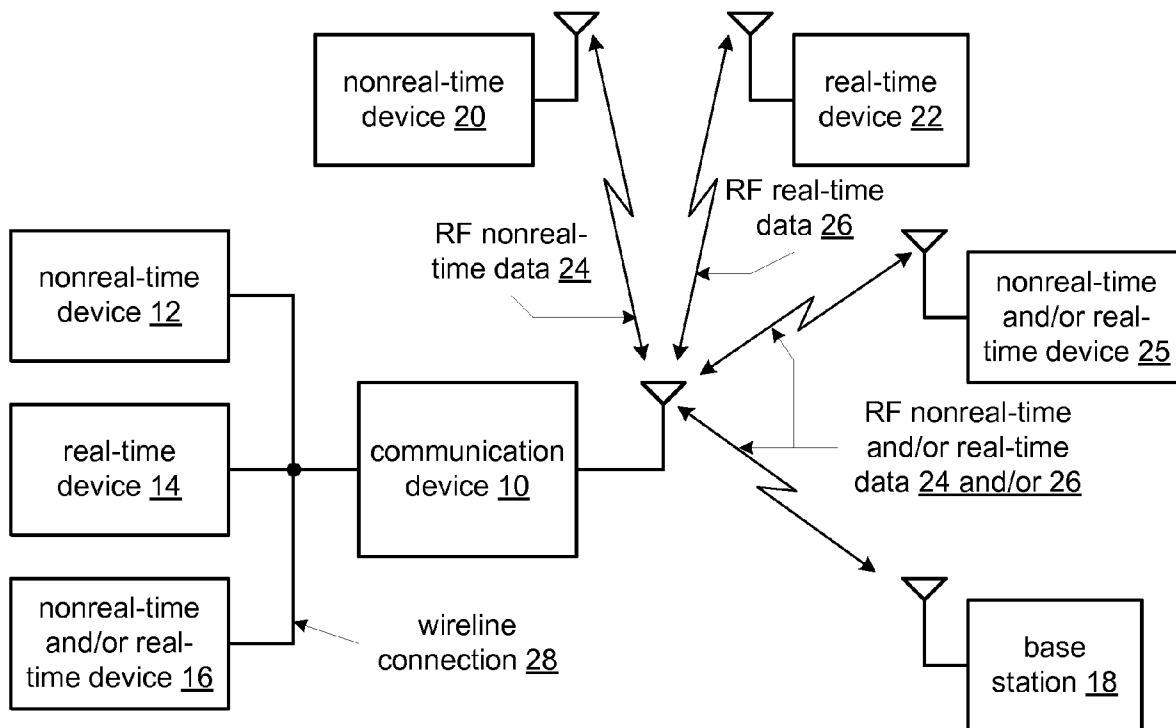 nonreal-time
device 20
real-time
device 22
RF nonreal-
time data 24
RF real-time
data 26
nonreal-time
device 12
nonreal-time
and/or real-
time device 25
real-time
device 14
communication
device 10
RF nonreal-time
and/or real-time
data 24 and/or 26
nonreal-time
and/or real-
time device 16
wireline
connection 28
base
station 18